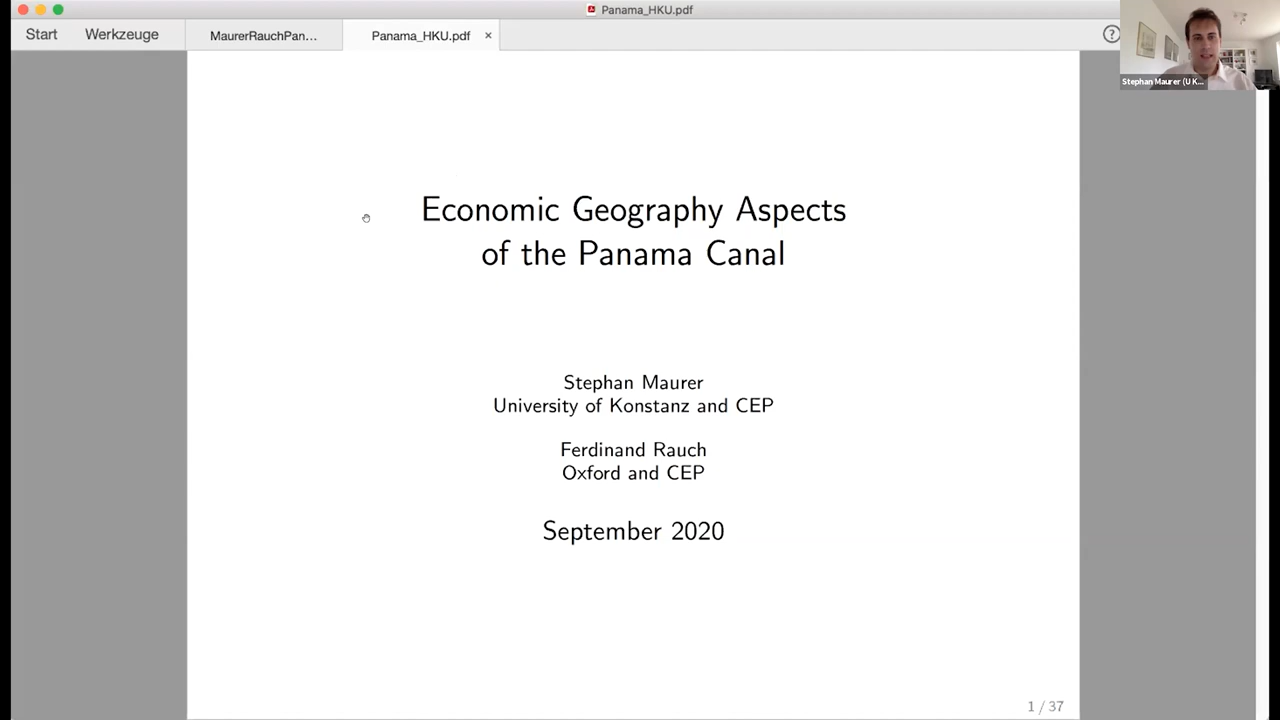 Panama_HKU.pdf
Start
Werkzeuge
MaurerRauchPan...
Panama_HKU.pdf
×
?
Stephan Maurer (U K...
Economic Geography Aspects
of the Panama Canal
Stephan Maurer
University of Konstanz and CEP
Ferdinand Rauch
Oxford and CEP
September 2020
1 / 37